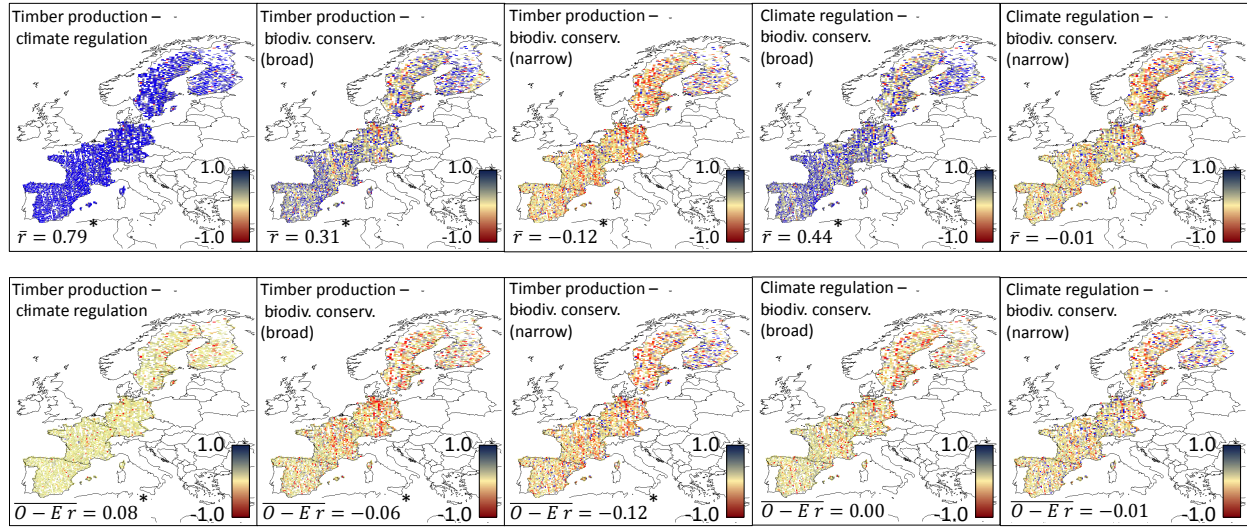 Timber production –
climate regulation
1.0
-1.0
*
r̄ = 0.79
Timber production –
biodiv. conserv.
(broad)
1.0
-1.0
*
r̄ = 0.31
Timber production –
biodiv. conserv.
(narrow)
1.0
-1.0
*
r̄ = −0.12
Climate regulation –
biodiv. conserv.
(broad)
1.0
-1.0
*
r̄ = 0.44
Climate regulation –
biodiv. conserv.
(narrow)
1.0
-1.0
r̄ = −0.01
Timber production –
climate regulation
1.0
-1.0
*
O − E r = 0.08
Timber production –
biodiv. conserv.
(broad)
1.0
-1.0
*
O − E r = −0.06
Timber production –
biodiv. conserv.
(narrow)
1.0
-1.0
*
O − E r = −0.12
Climate regulation –
biodiv. conserv.
(broad)
1.0
-1.0
O − E r = 0.00
Climate regulation –
biodiv. conserv.
(narrow)
1.0
-1.0
O − E r = −0.01